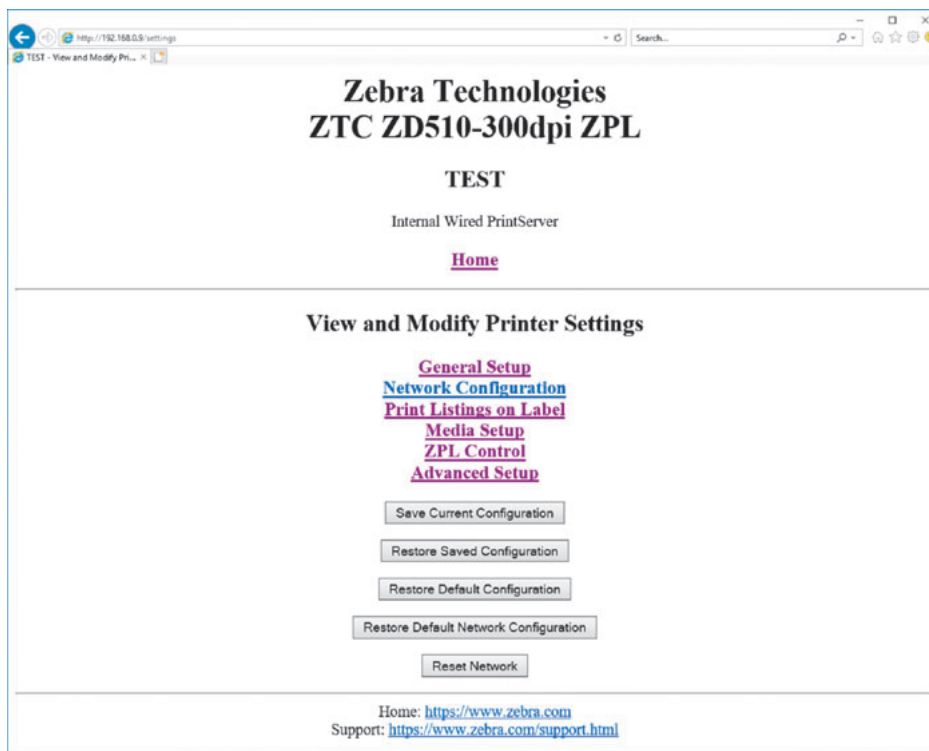 http://192.168.0.9/settings
Search...
TEST - View and Modify Pri...
Zebra Technologies
ZTC ZD510-300dpi ZPL
TEST
Internal Wired PrintServer
Home
View and Modify Printer Settings
General Setup
Network Configuration
Print Listings on Label
Media Setup
ZPL Control
Advanced Setup
Save Current Configuration
Restore Saved Configuration
Restore Default Configuration
Restore Default Network Configuration
Reset Network
Home: https://www.zebra.com
Support: https://www.zebra.com/support.html